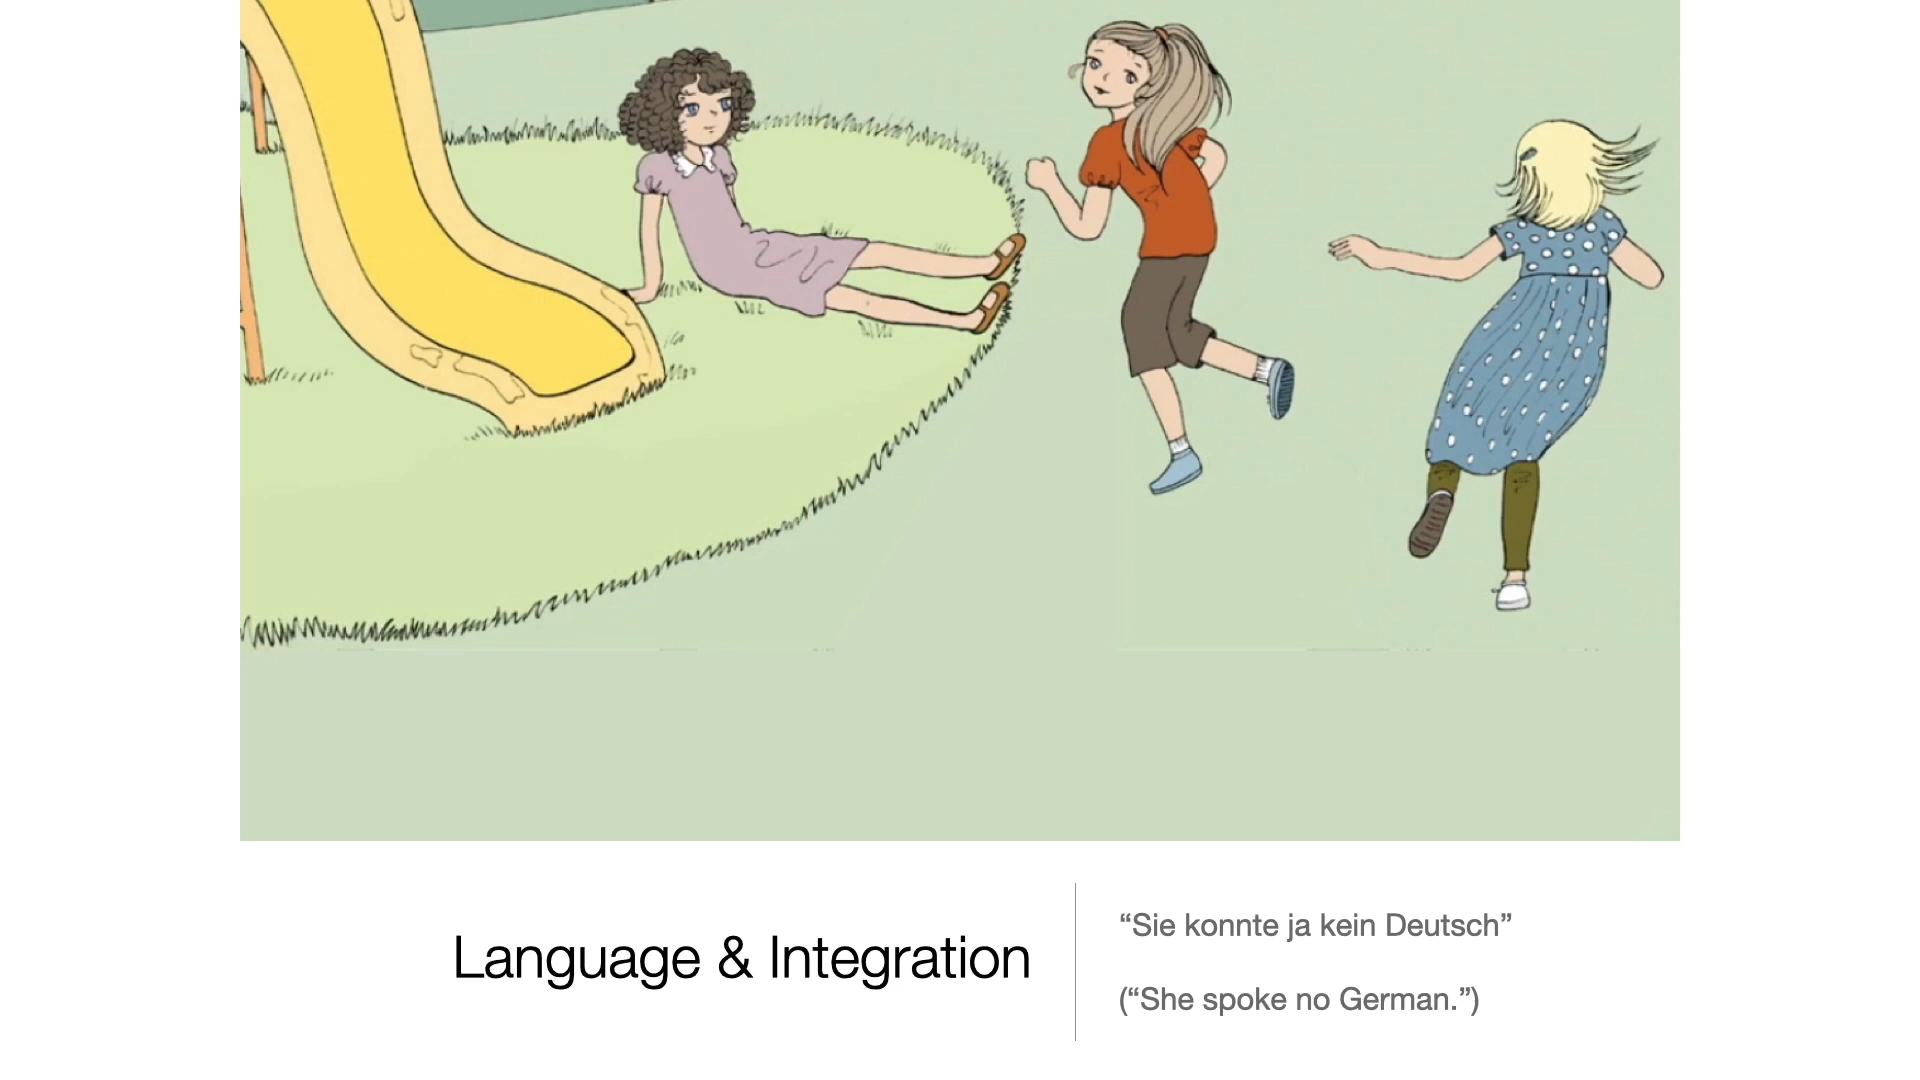 Language & Integration
“Sie konnte ja kein Deutsch”
(“She spoke no German.”)